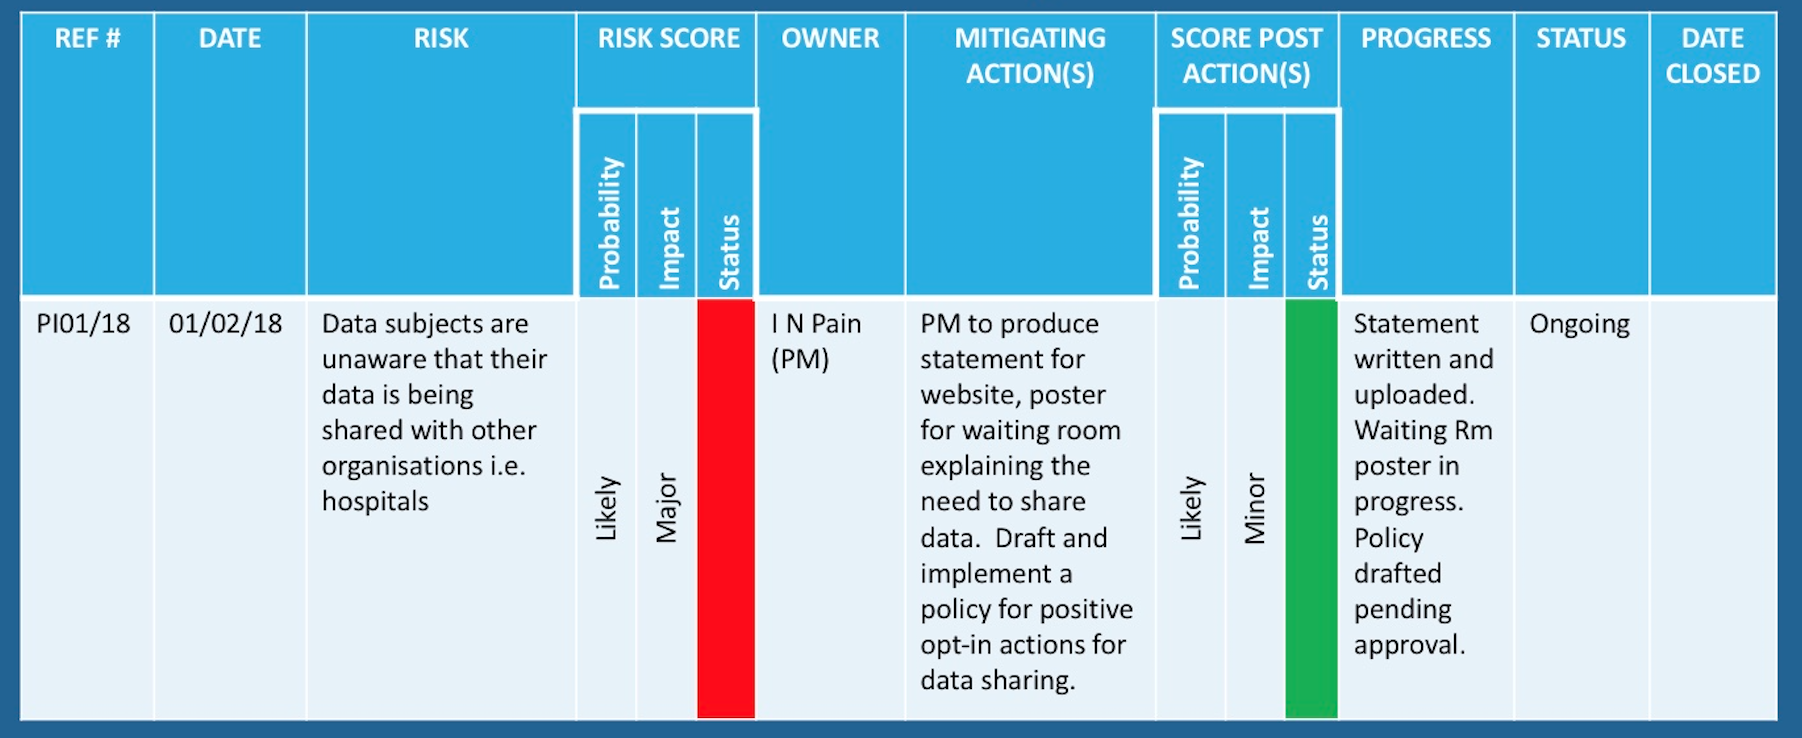 REF #
DATE
RISK
RISK SCORE
OWNER
MITIGATING
ACTION(S)
SCORE POST
ACTION(S)
PROGRESS
STATUS
DATE
CLOSED
Probability
Impact
Status
Probability
Impact
Status
PI01/18
01/02/18
Data subjects are
unaware that their
data is being
shared with other
organisations i.e.
hospitals
Likely
Major
I N Pain
(PM)
PM to produce
statement for
website, poster
for waiting room
explaining the
need to share
data.  Draft and
implement a
policy for positive
opt-in actions for
data sharing.
Likely
Minor
Statement
written and
uploaded.
Waiting Rm
poster in
progress.
Policy
drafted
pending
approval.
Ongoing